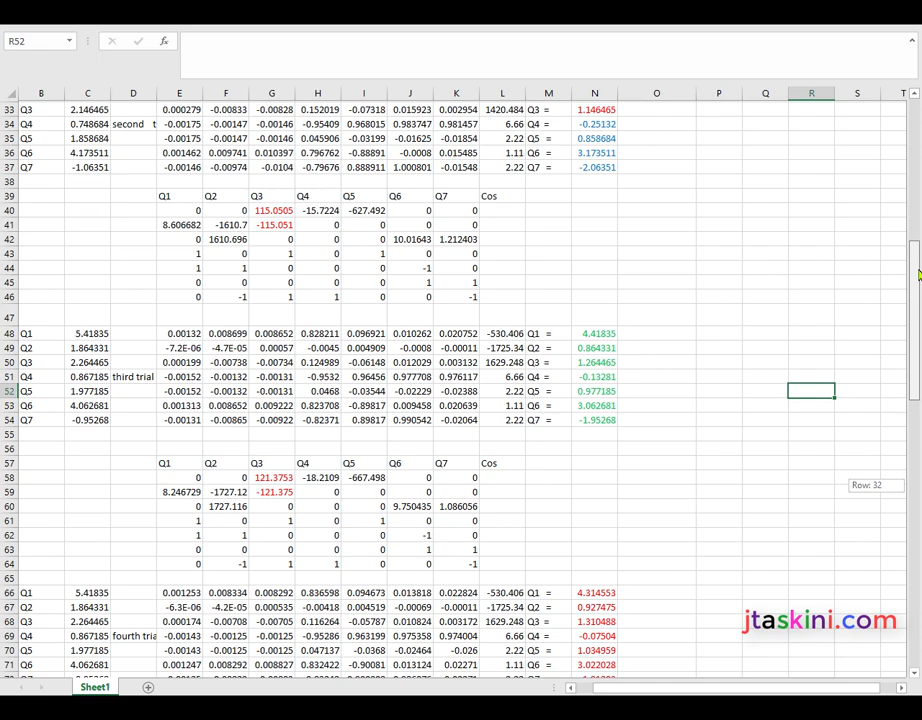 R52
fx
B C D E F G H I J K L M N O P Q R S T
33 Q3 2.146465 0.000279 -0.00833 -0.00828 0.152019 -0.07318 0.015923 0.002954 1420.484 Q3 = 1.146465
34 Q4 0.748684 second t -0.00175 -0.00147 -0.00146 -0.95409 0.968015 0.983747 0.981457 6.66 Q4 = -0.25132
35 Q5 1.858684 -0.00175 -0.00147 -0.00146 0.045906 -0.03199 -0.01625 -0.01854 2.22 Q5 = 0.858684
36 Q6 4.173511 0.001462 0.009741 0.010397 0.796762 -0.88891 -0.0008 0.015485 1.11 Q6 = 3.173511
37 Q7 -1.06351 -0.00146 -0.00974 -0.0104 -0.79676 0.888911 1.000801 -0.01548 2.22 Q7 = -2.06351
38
39 Q1 Q2 Q3 Q4 Q5 Q6 Q7 Cos
40 0 0 115.0505 -15.7224 -627.492 0 0
41 8.606682 -1610.7 -115.051 0 0 0 0
42 0 1610.696 0 0 0 10.01643 1.212403
43 1 0 1 0 1 0 0
44 1 1 0 0 0 -1 0
45 0 0 0 0 0 1 1
46 0 -1 1 1 0 0 -1
47
48 Q1 5.41835 0.00132 0.008699 0.008652 0.828211 0.096921 0.010262 0.020752 -530.406 Q1 = 4.41835
49 Q2 1.864331 -7.2E-06 -4.7E-05 0.00057 -0.0045 0.004909 -0.0008 -0.00011 -1725.34 Q2 = 0.864331
50 Q3 2.264465 0.000199 -0.00738 -0.00734 0.124989 -0.06148 0.012029 0.003132 1629.248 Q3 = 1.264465
51 Q4 0.867185 third trial -0.00152 -0.00132 -0.00131 -0.9532 0.96456 0.977708 0.976117 6.66 Q4 = -0.13281
52 Q5 1.977185 -0.00152 -0.00132 -0.00131 0.0468 -0.03544 -0.02229 -0.02388 2.22 Q5 = 0.977185
53 Q6 4.062681 0.001313 0.008652 0.009222 0.823708 -0.89817 0.009458 0.020639 1.11 Q6 = 3.062681
54 Q7 -0.95268 -0.00131 -0.00865 -0.00922 -0.82371 0.89817 0.990542 -0.02064 2.22 Q7 = -1.95268
55
56
57 Q1 Q2 Q3 Q4 Q5 Q6 Q7 Cos
58 0 0 121.3753 -18.2109 -667.498 0 0
Row: 32
59 8.246729 -1727.12 -121.375 0 0 0 0
60 0 1727.116 0 0 0 9.750435 1.086056
61 1 0 1 0 1 0 0
62 1 1 0 0 0 -1 0
63 0 0 0 0 0 1 1
64 0 -1 1 1 0 0 -1
65
66 Q1 5.41835 0.001253 0.008334 0.008292 0.836598 0.094673 0.013818 0.022824 -530.406 Q1 = 4.314553
67 Q2 1.864331 -6.3E-06 -4.2E-05 0.000535 -0.00418 0.004519 -0.00069 -0.00011 -1725.34 Q2 = 0.927475
68 Q3 2.264465 0.000174 -0.00708 -0.00705 0.116264 -0.05787 0.010824 0.003172 1629.248 Q3 = 1.310488
69 Q4 0.867185 fourth tria -0.00143 -0.00125 -0.00125 -0.95286 0.963199 0.975358 0.974004 6.66 Q4 = -0.07504
70 Q5 1.977185 -0.00143 -0.00125 -0.00125 0.047137 -0.0368 -0.02464 -0.026 2.22 Q5 = 1.034959
71 Q6 4.062681 0.001247 0.008292 0.008827 0.832422 -0.90081 0.013124 0.02271 1.11 Q6 = 3.022028
jtaskini.com
Sheet1